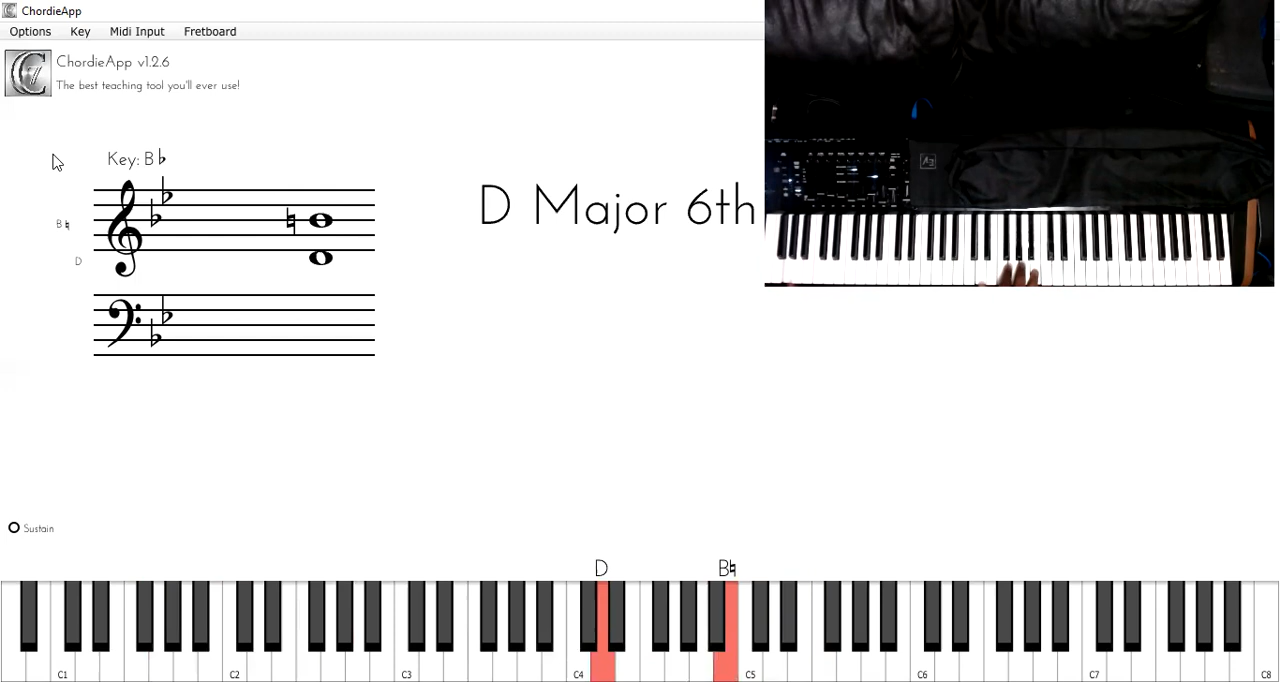 ChordieApp
Options Key Midi Input Fretboard
ChordieApp v1.2.6
The best teaching tool you'll ever use!
Key: B♭
B♮
D
D Major 6th
Sustain
D B♮
C1 C2 C3 C4 C5 C6 C7 C8